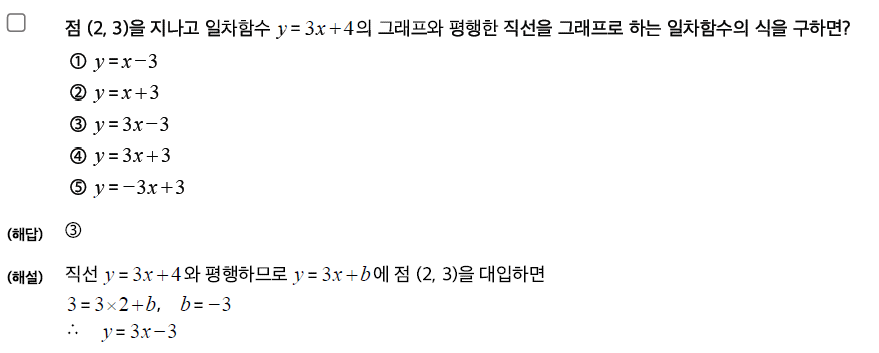 점 (2, 3)을 지나고 일차함수 y=3x+4의 그래프와 평행한 직선을 그래프로 하는 일차함수의 식을 구하면?
① y=x−3
② y=x+3
③ y=3x−3
④ y=3x+3
⑤ y=−3x+3
(해답) ③
(해설) 직선 y=3x+4와 평행하므로 y=3x+b에 점 (2, 3)을 대입하면
3=3×2+b, b=−3
∴ y=3x−3